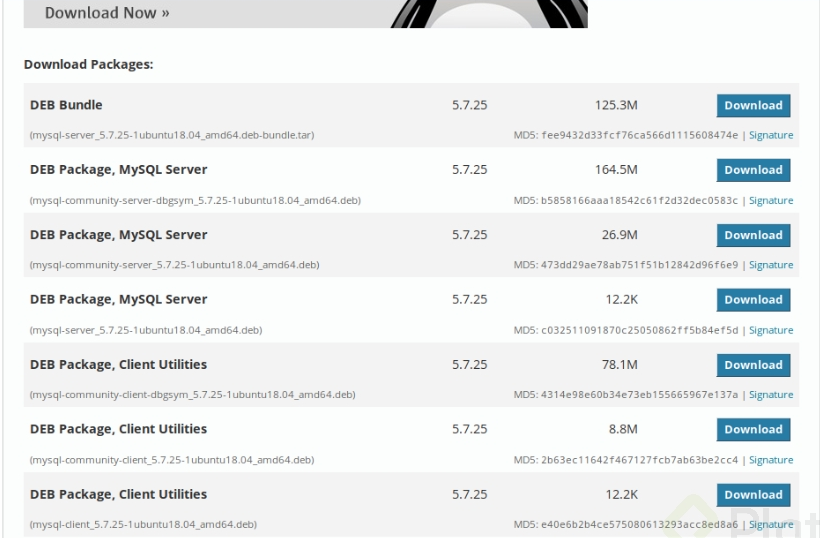 Download Now »
Download Packages:
DEB Bundle 5.7.25 125.3M Download
(mysql-server_5.7.25-1ubuntu18.04_amd64.deb-bundle.tar) MD5: fee9432d33fcf76ca566d1115608474e | Signature
DEB Package, MySQL Server 5.7.25 164.5M Download
(mysql-community-server-dbgsym_5.7.25-1ubuntu18.04_amd64.deb) MD5: b5858166aaa18542c61f2d32dec0583c | Signature
DEB Package, MySQL Server 5.7.25 26.9M Download
(mysql-community-server_5.7.25-1ubuntu18.04_amd64.deb) MD5: 473dd29ae78ab751f51b12842d96f6e9 | Signature
DEB Package, MySQL Server 5.7.25 12.2K Download
(mysql-server_5.7.25-1ubuntu18.04_amd64.deb) MD5: c032511091870c25050862ff5b84ef5d | Signature
DEB Package, Client Utilities 5.7.25 78.1M Download
(mysql-community-client-dbgsym_5.7.25-1ubuntu18.04_amd64.deb) MD5: 4314e98e60b34e73eb155665967e137a | Signature
DEB Package, Client Utilities 5.7.25 8.8M Download
(mysql-community-client_5.7.25-1ubuntu18.04_amd64.deb) MD5: 2b63ec11642f467127fcb7ab63be2cc4 | Signature
DEB Package, Client Utilities 5.7.25 12.2K Download
(mysql-client_5.7.25-1ubuntu18.04_amd64.deb) MD5: e40e6b2b4ce575080613293acc8ed8a6 | Signature